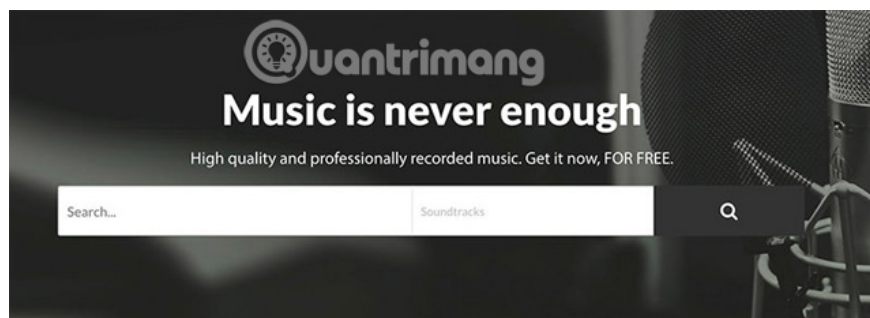 Quantrimang
Music is never enough
High quality and professionally recorded music. Get it now, FOR FREE.
Search... Soundtracks